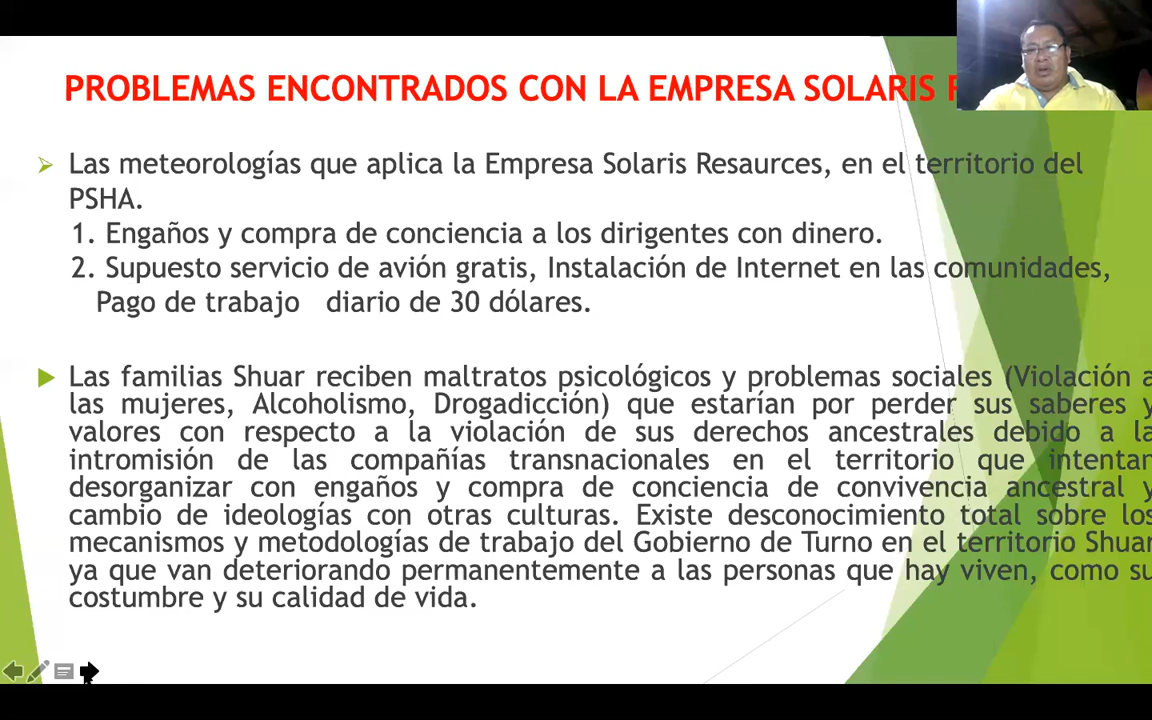 PROBLEMAS ENCONTRADOS CON LA EMPRESA SOLARIS
Las meteorologías que aplica la Empresa Solaris Resaurces, en el territorio del
PSHA.
1. Engaños y compra de conciencia a los dirigentes con dinero.
2. Supuesto servicio de avión gratis, Instalación de Internet en las comunidades,
Pago de trabajo diario de 30 dólares.
Las familias Shuar reciben maltratos psicológicos y problemas sociales (Violación a
las mujeres, Alcoholismo, Drogadicción) que estarían por perder sus saberes y
valores con respecto a la violación de sus derechos ancestrales debido a la
intromisión de las compañías transnacionales en el territorio que intentan
desorganizar con engaños y compra de conciencia de convivencia ancestral y
cambio de ideologías con otras culturas. Existe desconocimiento total sobre los
mecanismos y metodologías de trabajo del Gobierno de Turno en el territorio Shuar
ya que van deteriorando permanentemente a las personas que hay viven, como su
costumbre y su calidad de vida.